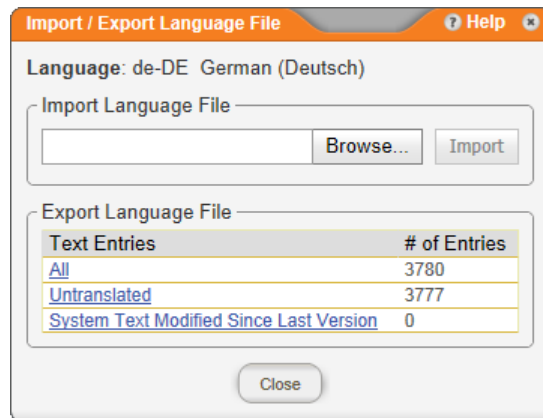 Import / Export Language File ? Help x
Language: de-DE German (Deutsch)
Import Language File
Browse... Import
Export Language File
Text Entries # of Entries
All 3780
Untranslated 3777
System Text Modified Since Last Version 0
Close